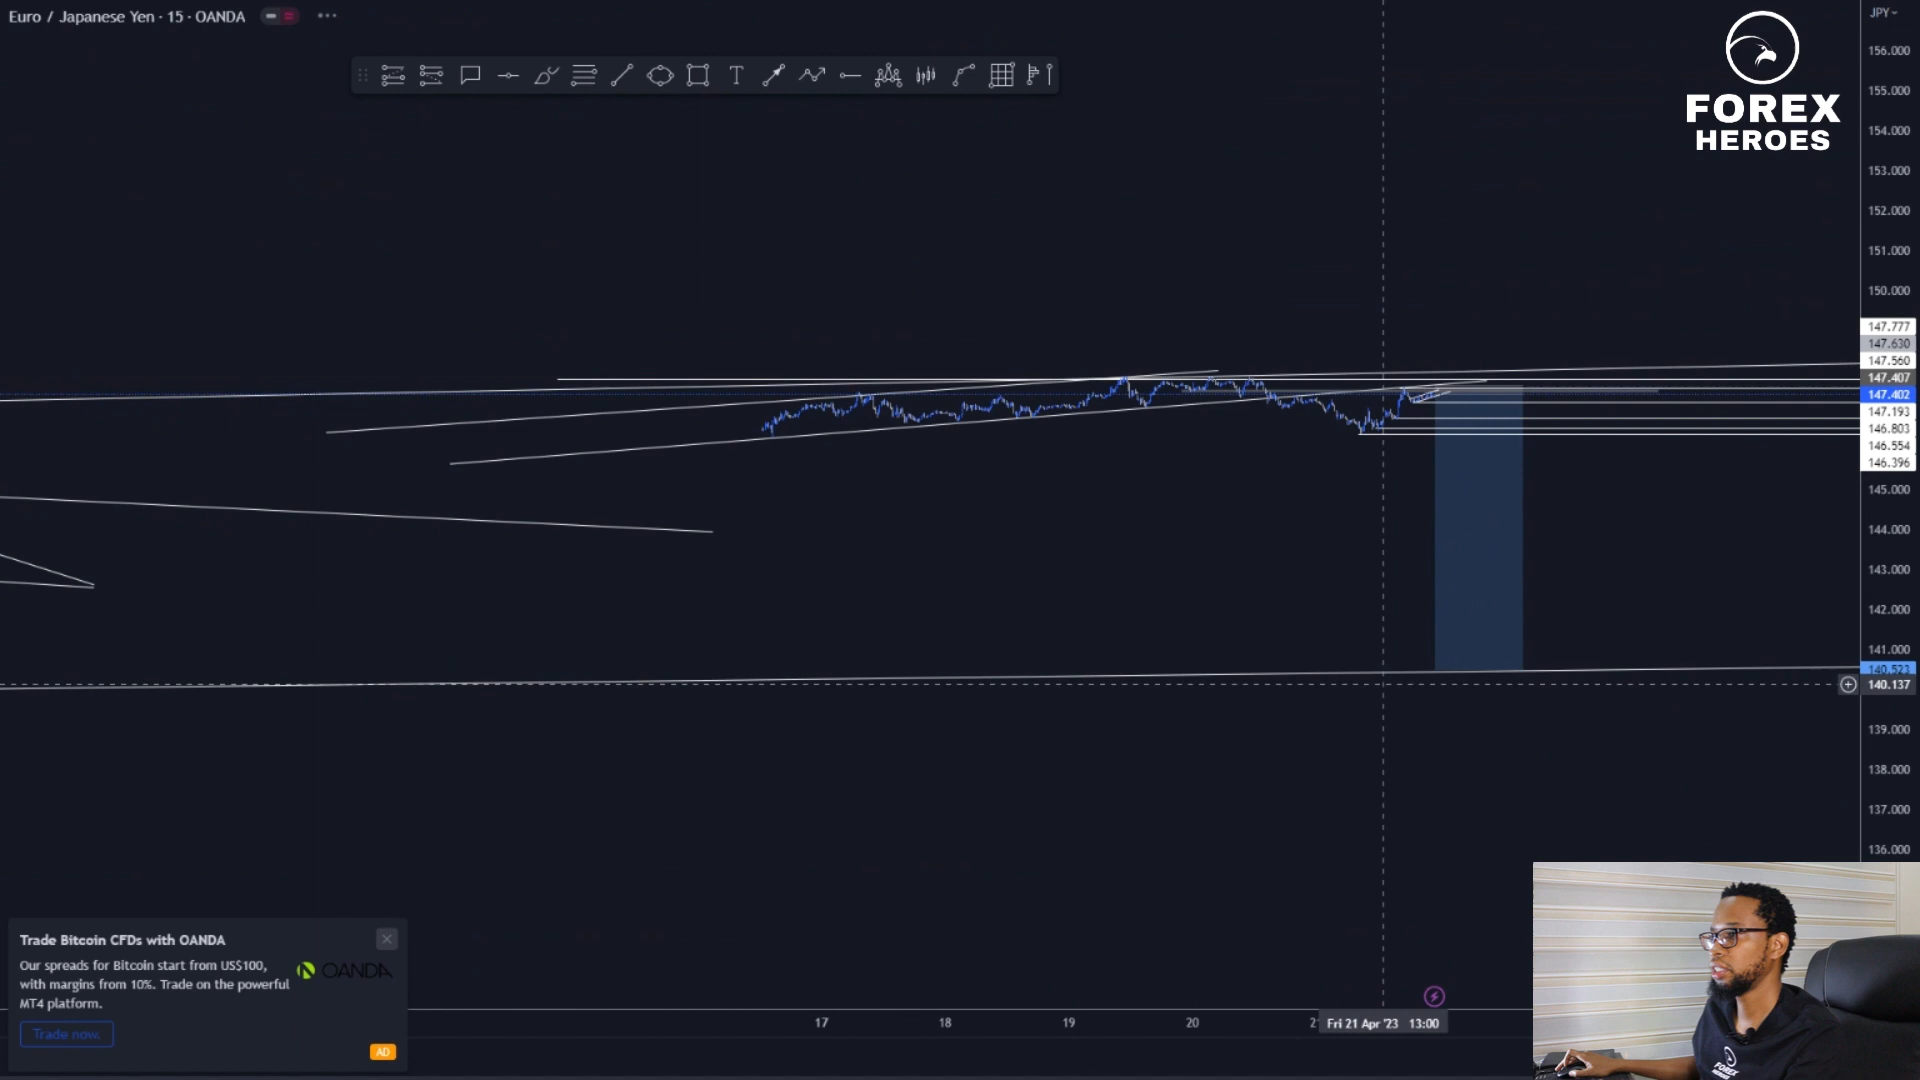 Euro / Japanese Yen · 15 · OANDA
JPY
FOREX
HEROES
156.000
155.000
154.000
153.000
152.000
151.000
150.000
147.777
147.630
147.560
147.407
147.402
147.193
146.803
146.554
146.396
145.000
144.000
143.000
142.000
141.000
140.523
140.137
139.000
138.000
137.000
136.000
Trade Bitcoin CFDs with OANDA
Our spreads for Bitcoin start from US$100,
with margins from 10%. Trade on the powerful
MT4 platform.
OANDA
Trade now.
AD
17
18
19
20
Fri 21 Apr '23 13:00
FOREX